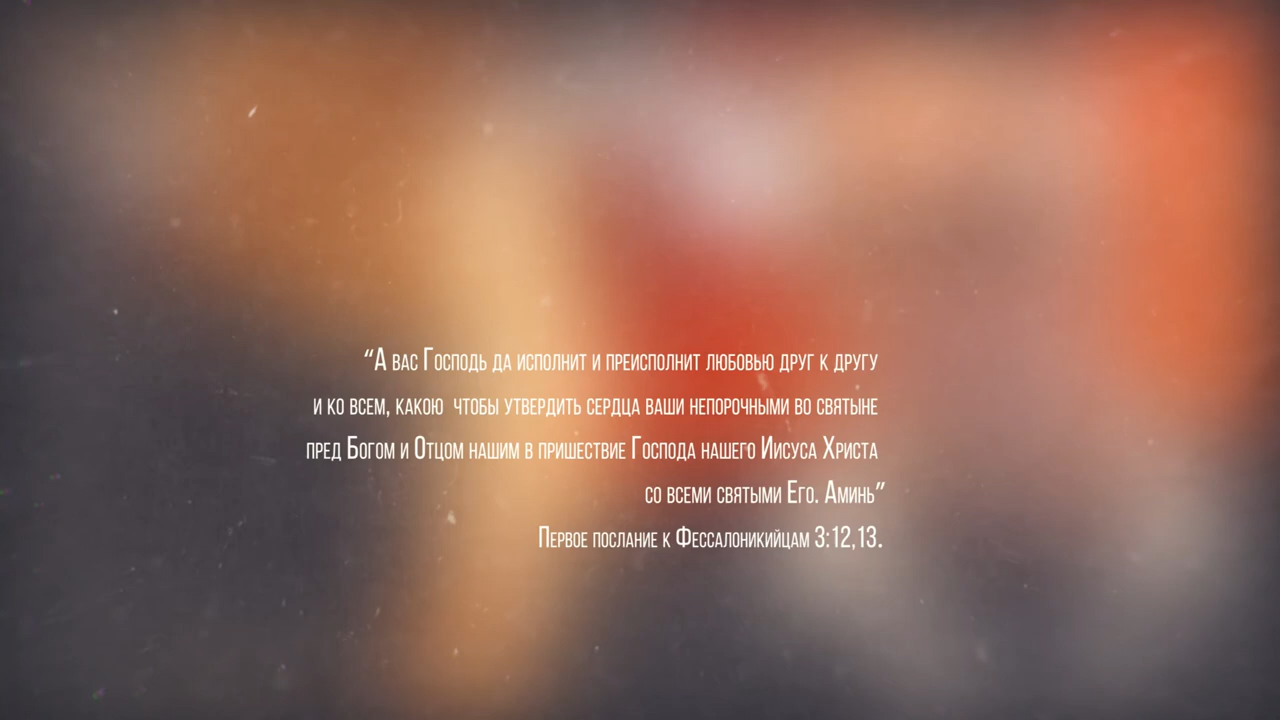 “А вас Господь да исполнит и преисполнит любовью друг к другу
и ко всем, какою  чтобы утвердить сердца ваши непорочными во святыне
пред Богом и Отцом нашим в пришествие Господа нашего Иисуса Христа
со всеми святыми Его. Аминь”
Первое послание к Фессалоникийцам 3:12,13.